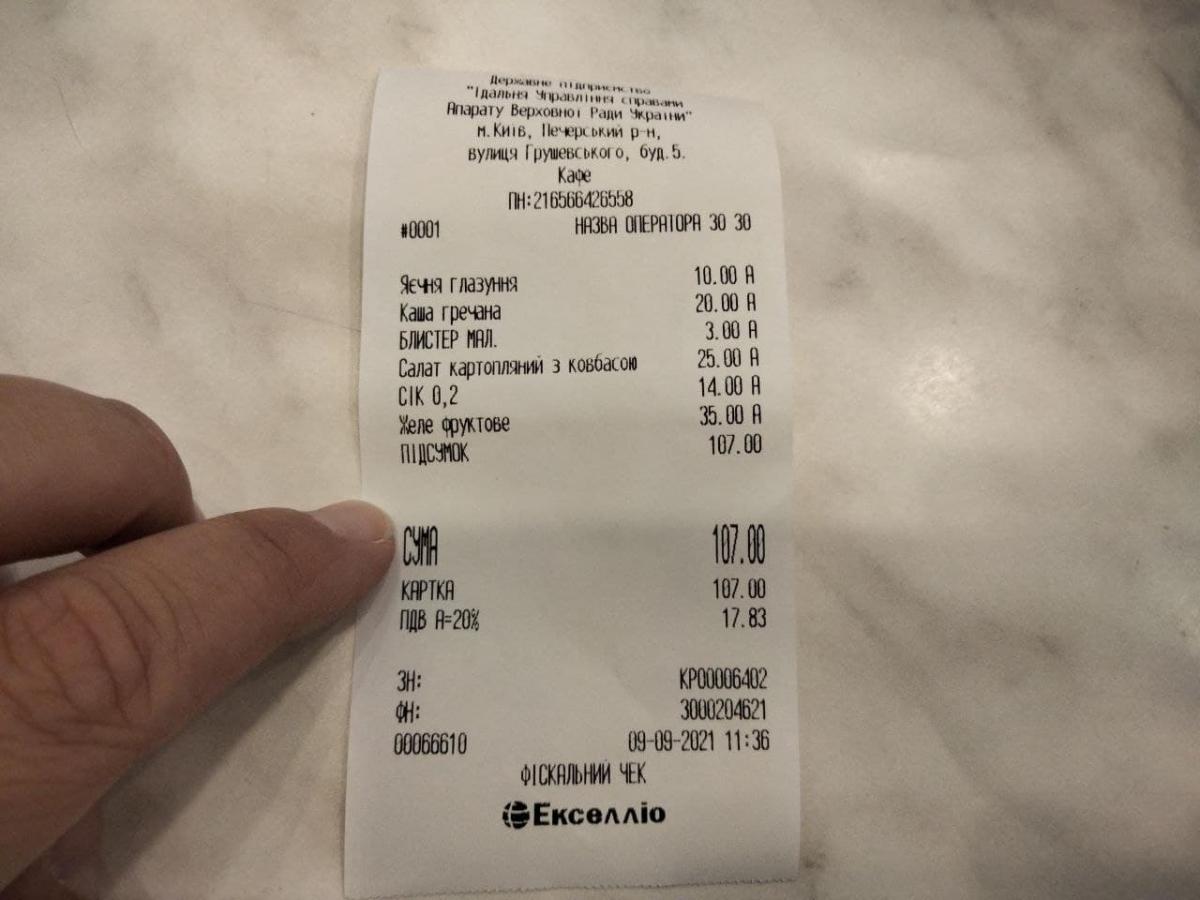 Державне підприємство
"Їдальня Управління справами
Апарату Верховної Ради України"
м.Київ, Печерський р-н,
вулиця Грушевського, буд.5.
Кафе
ПН:216566426558
#0001 НАЗВА ОПЕРАТОРА 30 30
Яєчня глазуння 10.00 А
Каша гречана 20.00 А
БЛИСТЕР МАЛ. 3.00 А
Салат картопляний з ковбасою 25.00 А
СІК 0,2 14.00 А
Желе фруктове 35.00 А
ПІДСУМОК 107.00
СУМА 107.00
КАРТКА 107.00
ПДВ А=20% 17.83
ЗН: КР00006402
ФН: 3000204621
00066610 09-09-2021 11:36
ФІСКАЛЬНИЙ ЧЕК
Екселліо